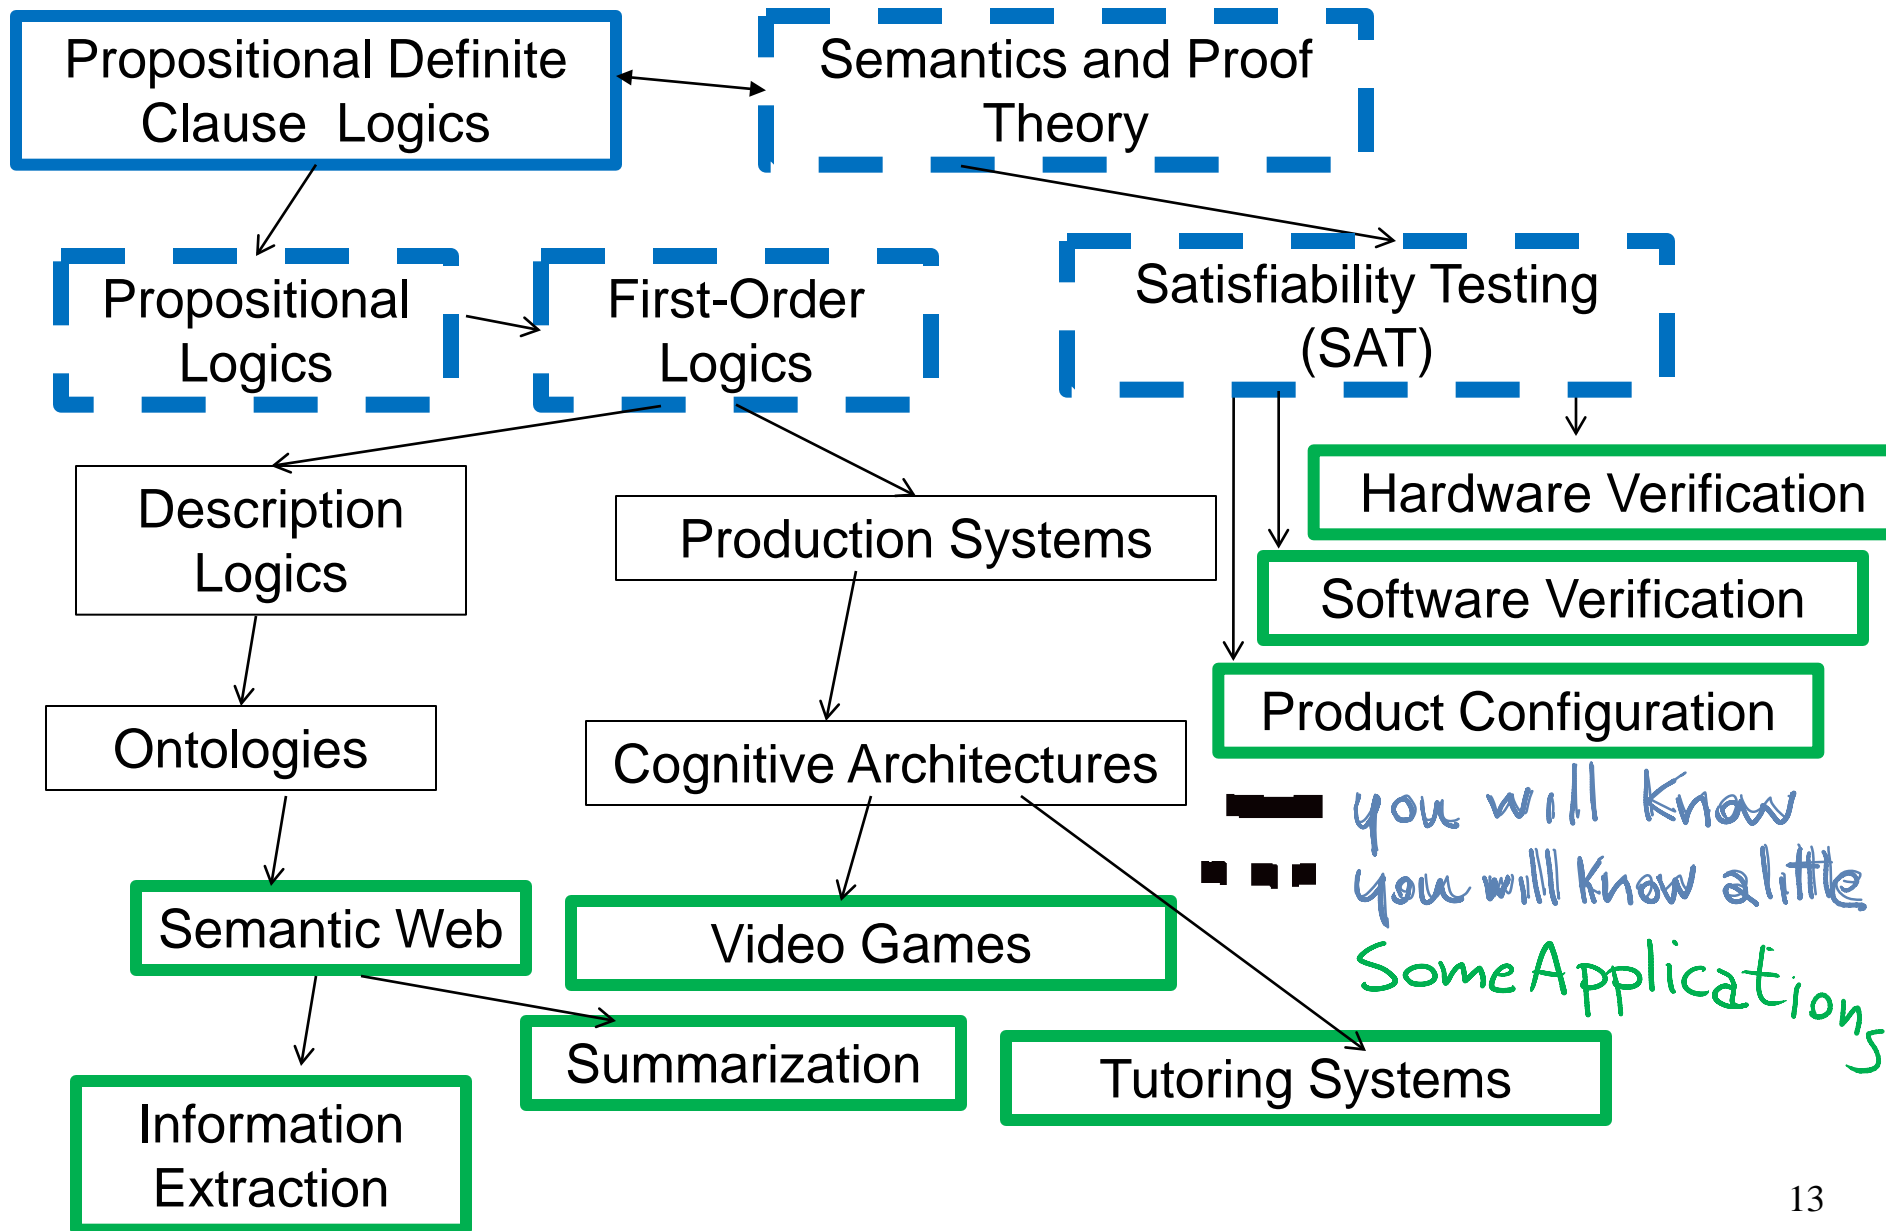 Propositional Definite
Clause Logics
Semantics and Proof
Theory
Propositional
Logics
First-Order
Logics
Satisfiability Testing
(SAT)
Description
Logics
Production Systems
Hardware Verification
Software Verification
Product Configuration
Ontologies
Cognitive Architectures
you will know
you will know a little
Some Applications
Semantic Web
Video Games
Summarization
Tutoring Systems
Information
Extraction
13